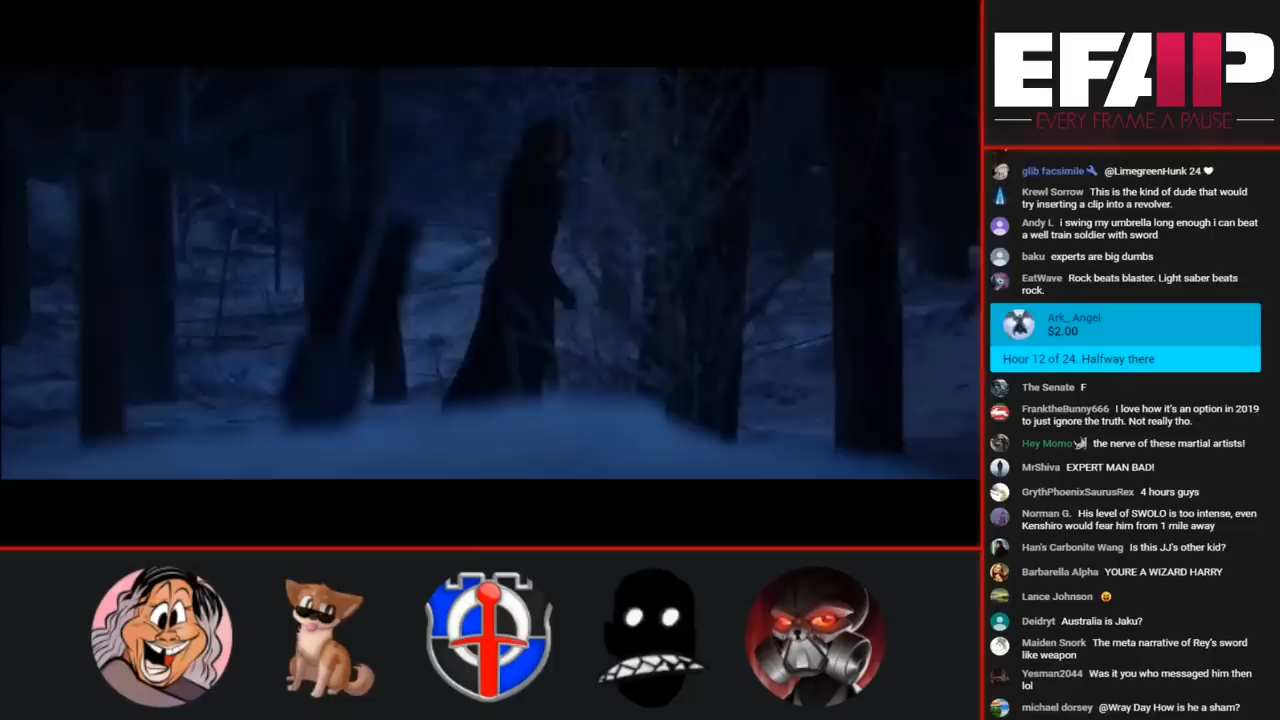 EFAP
EVERY FRAME A PAUSE
glib facsimile @LimegreenHunk 24
Krewl Sorrow This is the kind of dude that would
try inserting a clip into a revolver.
Andy L i swing my umbrella long enough i can beat
a well train soldier with sword
baku experts are big dumbs
EatWave Rock beats blaster. Light saber beats
rock.
Ark_ Angel
$2.00
Hour 12 of 24. Halfway there
The Senate F
FranktheBunny666 I love how it's an option in 2019
to just ignore the truth. Not really tho.
Hey Momo the nerve of these martial artists!
MrShiva EXPERT MAN BAD!
GrythPhoenixSaurusRex 4 hours guys
Norman G. His level of SWOLO is too intense, even
Kenshiro would fear him from 1 mile away
Han's Carbonite Wang Is this JJ's other kid?
Barbarella Alpha YOURE A WIZARD HARRY
Lance Johnson
Deidryt Australia is Jaku?
Maiden Snork The meta narrative of Rey's sword
like weapon
Yesman2044 Was it you who messaged him then
lol
michael dorsey @Wray Day How is he a sham?